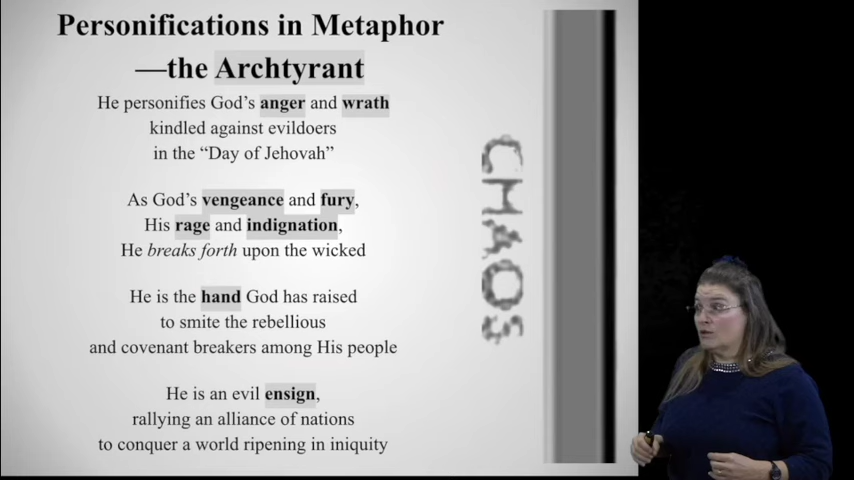 Personifications in Metaphor
—the Archtyrant
He personifies God’s anger and wrath
kindled against evildoers
in the “Day of Jehovah”
As God’s vengeance and fury,
His rage and indignation,
He breaks forth upon the wicked
He is the hand God has raised
to smite the rebellious
and covenant breakers among His people
He is an evil ensign,
rallying an alliance of nations
to conquer a world ripening in iniquity
CHAOS